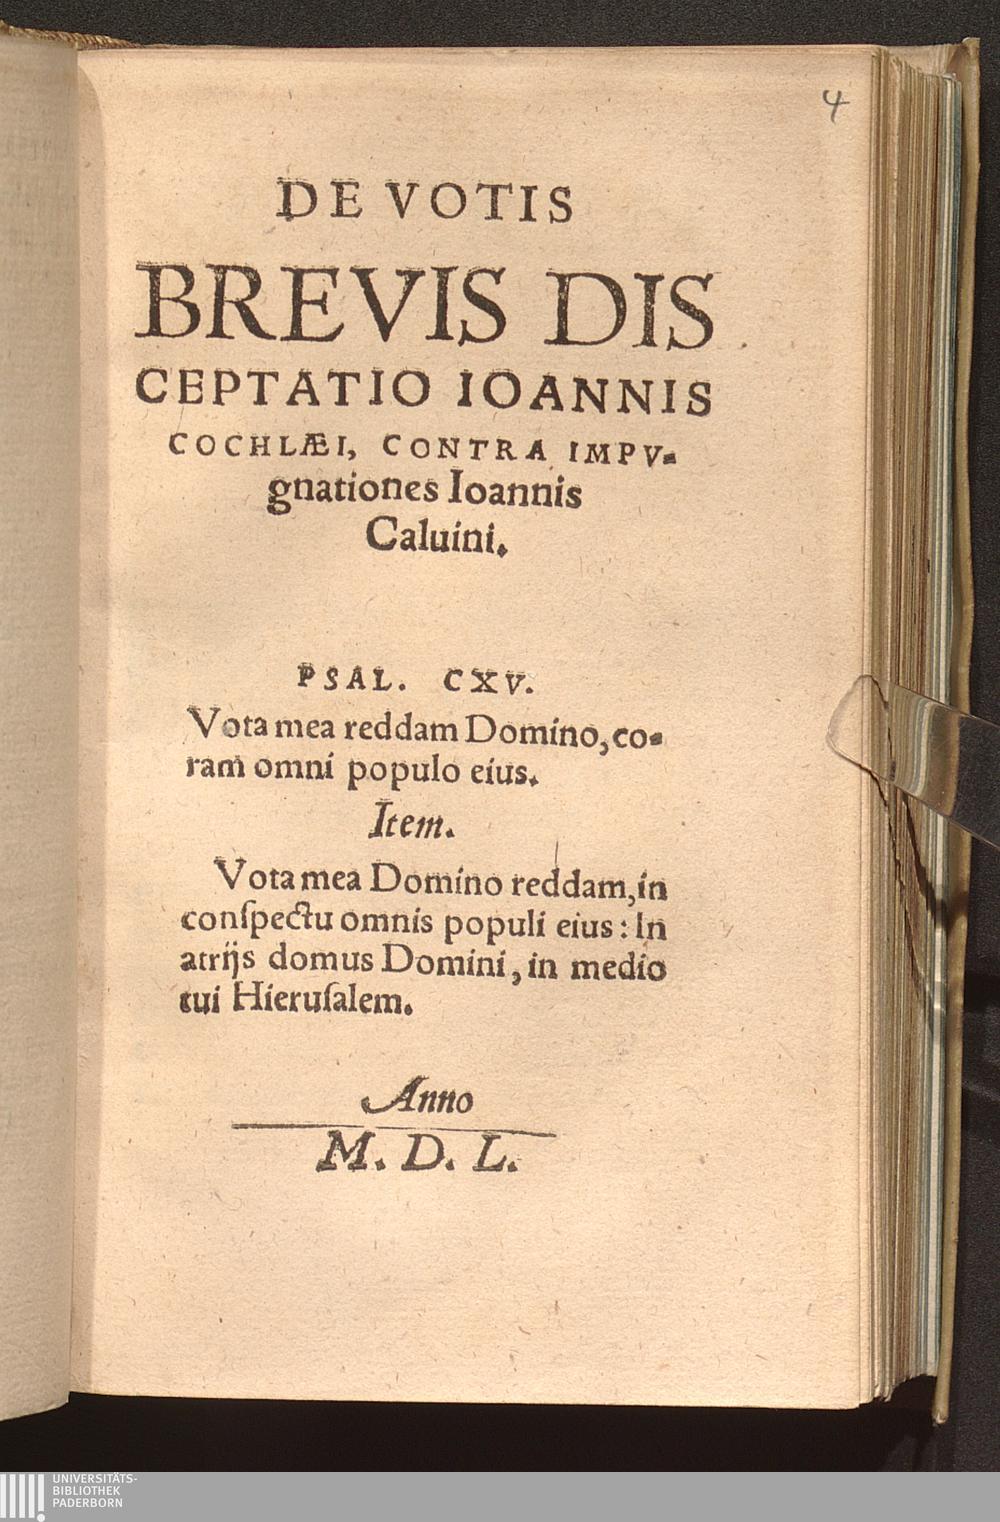 4
DE VOTIS
BREVIS DIS
CEPTATIO IOANNIS
COCHLÆI, CONTRA IMPV-
gnationes Ioannis
Caluini.
PSAL. CXV.
Vota mea reddam Domino, co-
ram omni populo eius.
Item.
Vota mea Domino reddam, in
conſpectu omnis populi eius: In
atrijs domus Domini, in medio
tui Hieruſalem.
Anno
M. D. L.
UNIVERSITÄTS-
BIBLIOTHEK
PADERBORN